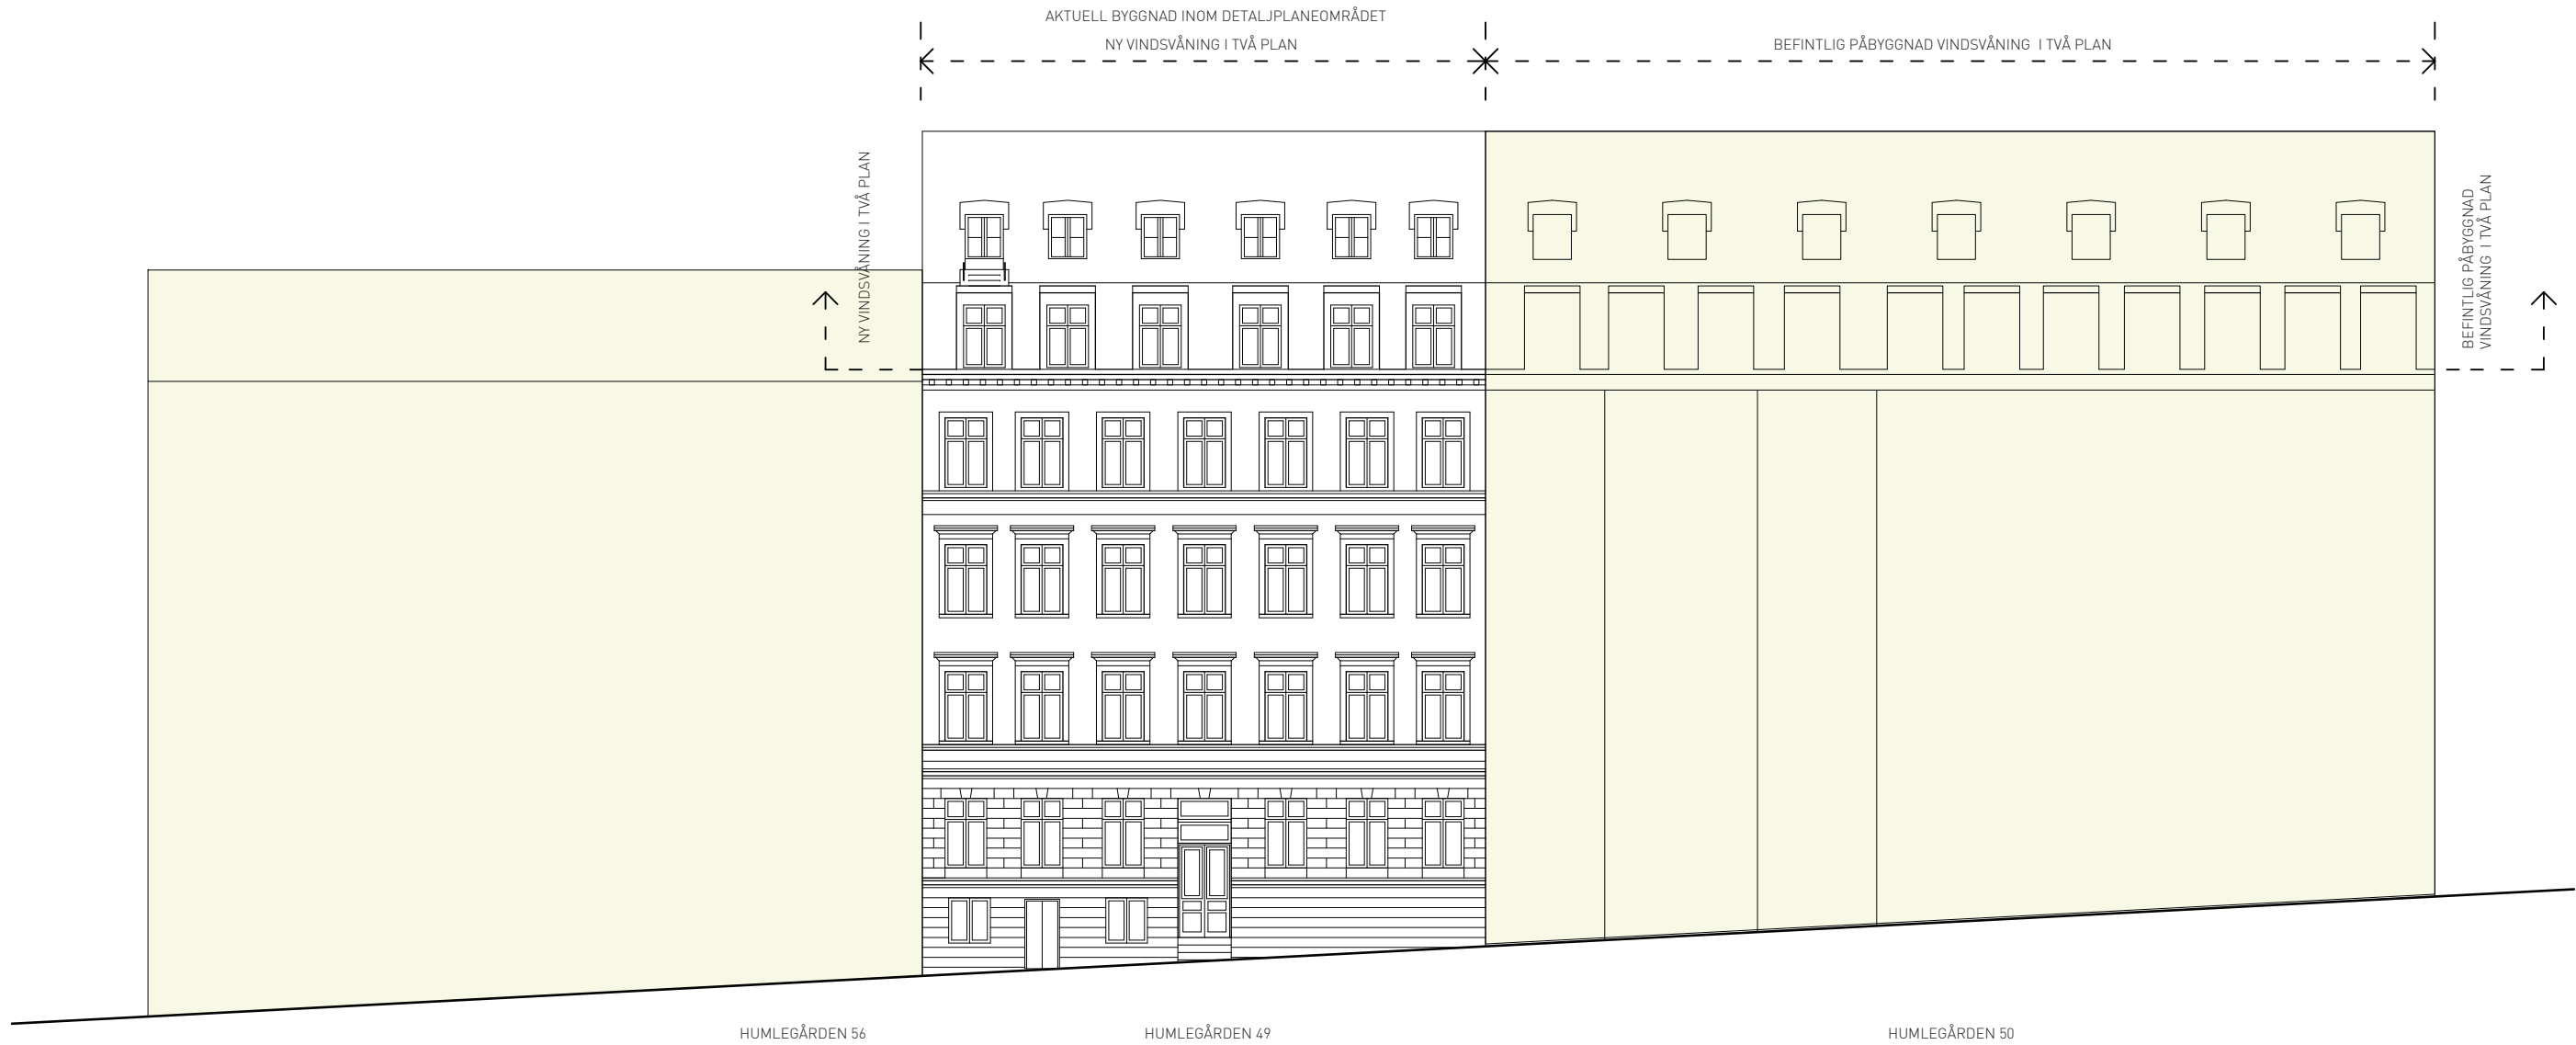 AKTUELL BYGGNAD INOM DETALJPLANEOMRÅDET
NY VINDSVÅNING I TVÅ PLAN
BEFINTLIG PÅBYGGNAD VINDSVÅNING I TVÅ PLAN
NY VINDSVÅNING I TVÅ PLAN
BEFINTLIG PÅBYGGNAD
VINDSVÅNING I TVÅ PLAN
HUMLEGÅRDEN 56
HUMLEGÅRDEN 49
HUMLEGÅRDEN 50